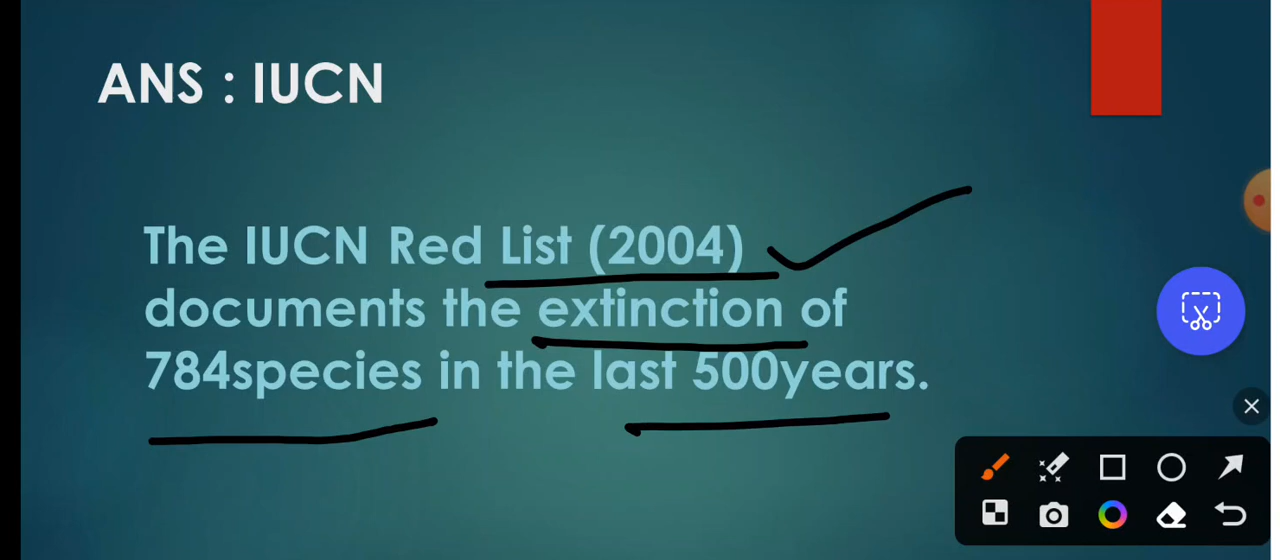 ANS : IUCN
The IUCN Red List (2004)
documents the extinction of
784species in the last 500years.